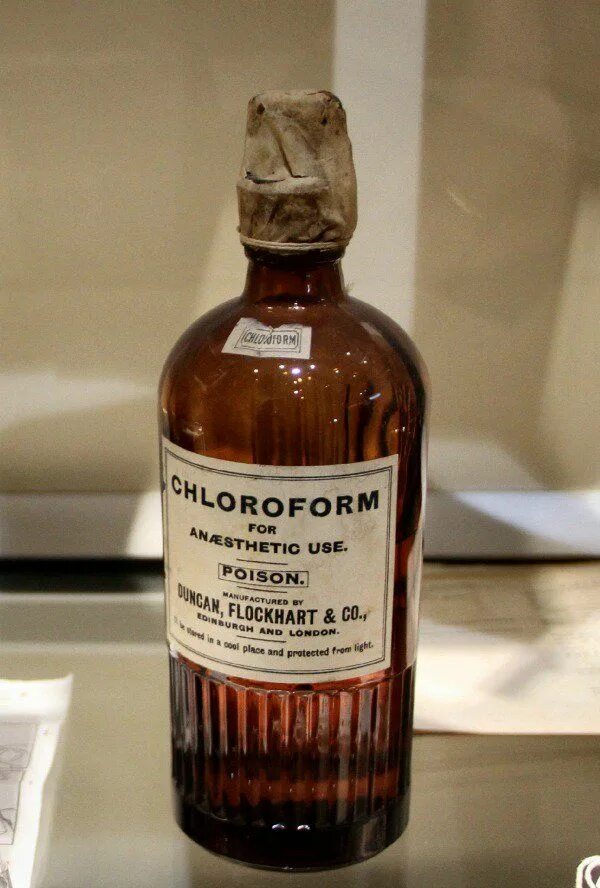 CHLOROFORM
CHLOROFORM
FOR
ANÆSTHETIC USE.
POISON.
MANUFACTURED BY
DUNCAN, FLOCKHART & CO.,
EDINBURGH AND LONDON.
be stored in a cool place and protected from light.